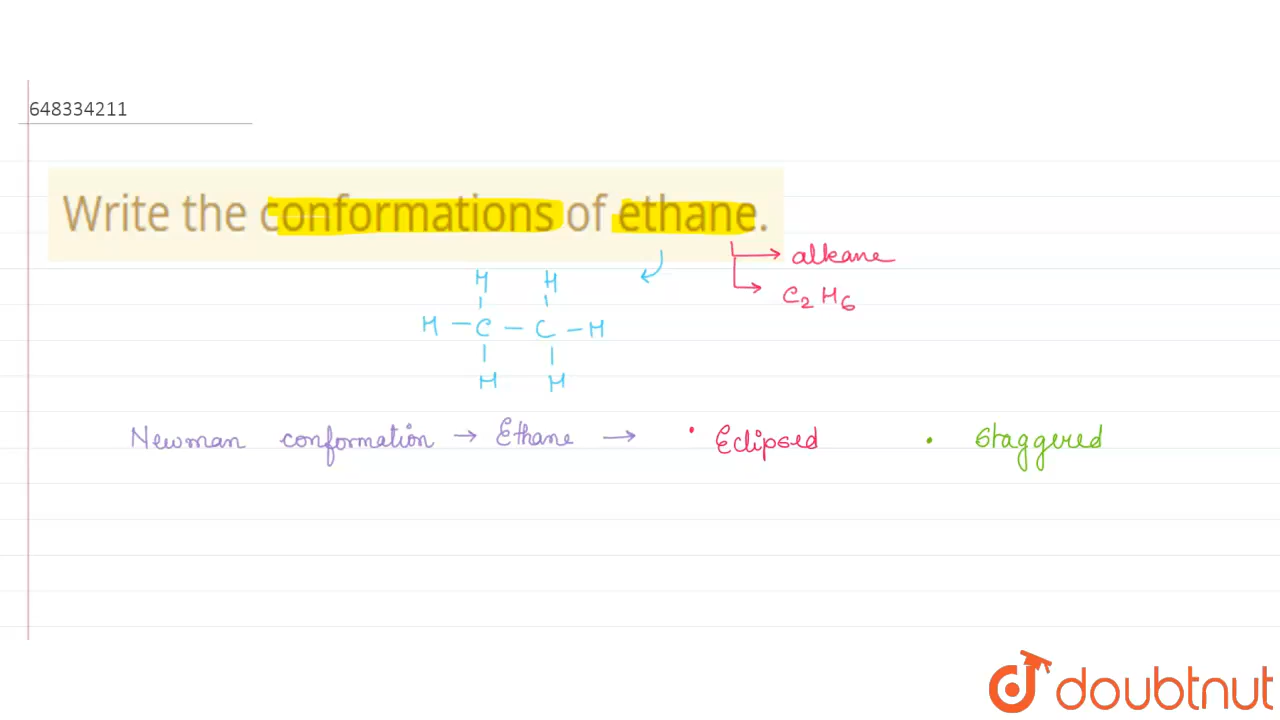 648334211
Write the conformations of ethane.
alkane
C2H6
H H
H - C - C - H
H H
Newman conformation → Ethane → • Eclipsed • Staggered
doubtnut